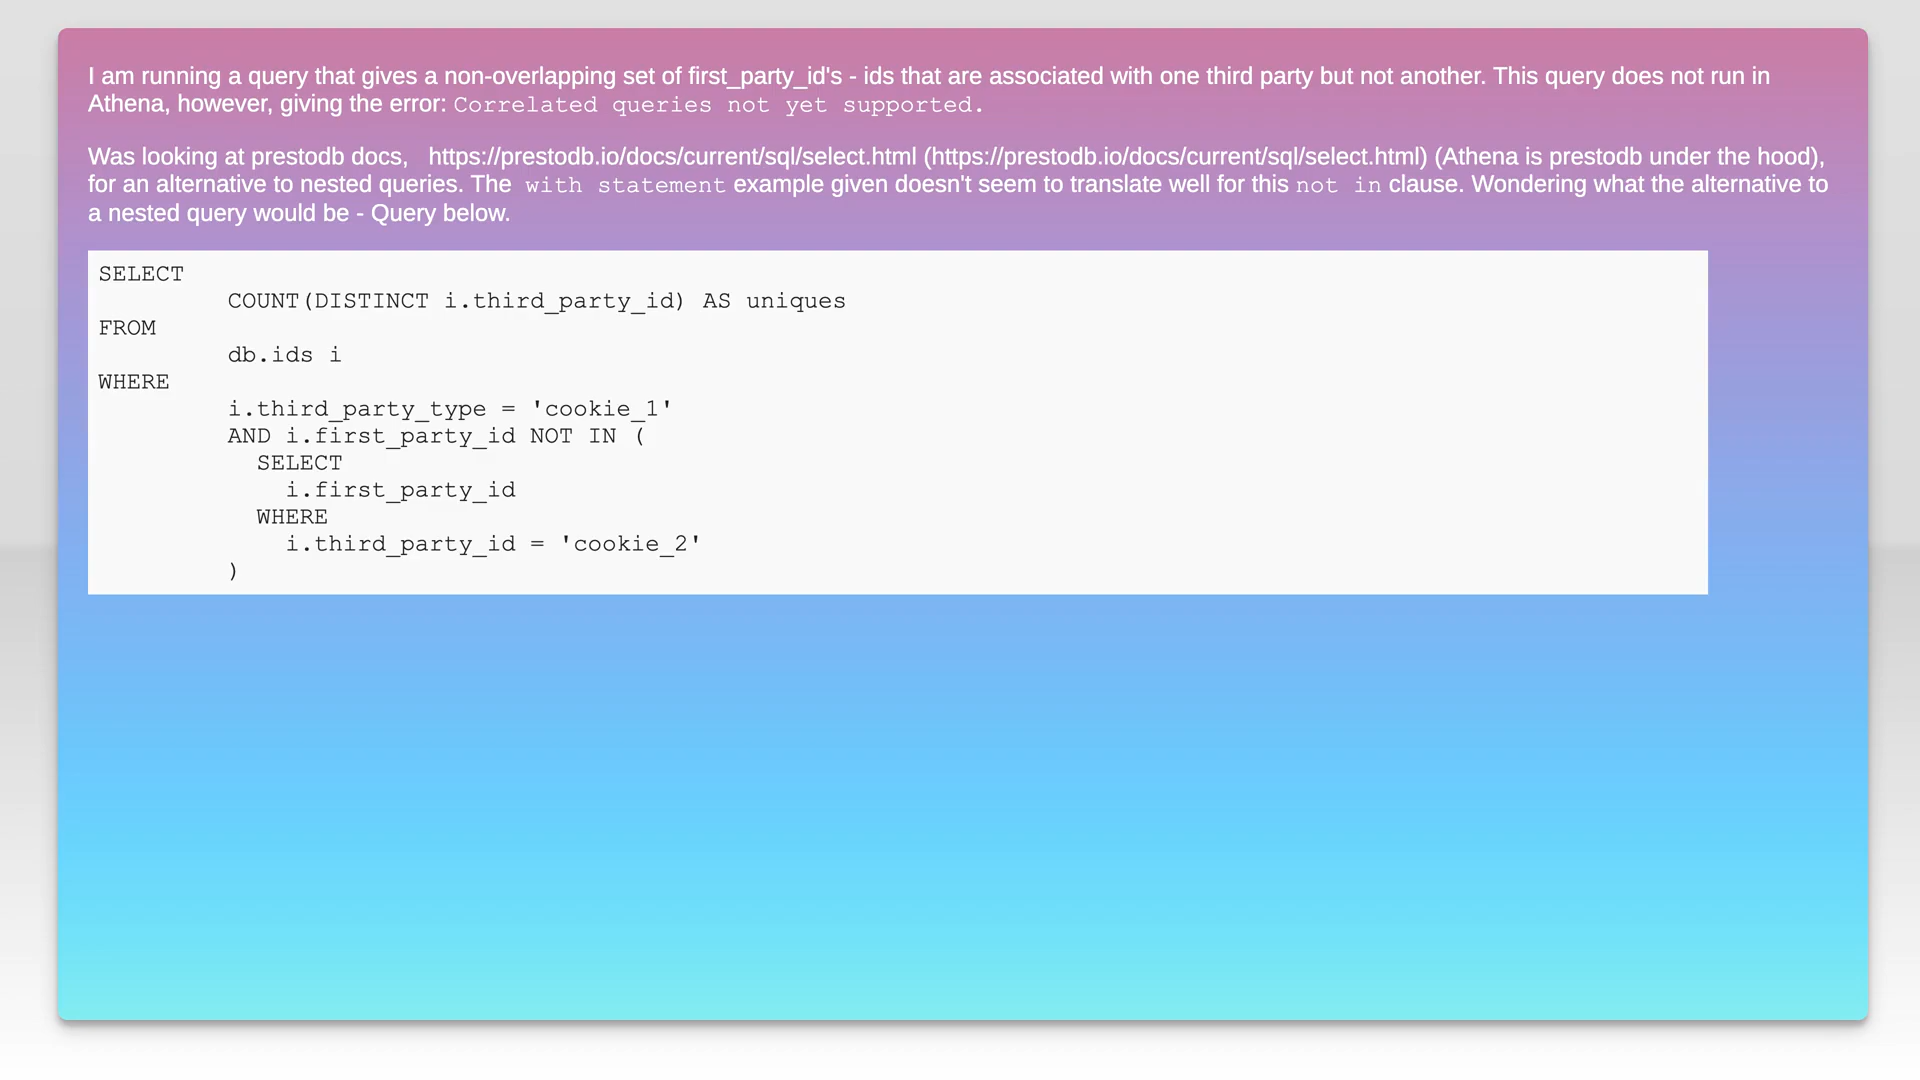 I am running a query that gives a non-overlapping set of first_party_id's - ids that are associated with one third party but not another. This query does not run in
Athena, however, giving the error: Correlated queries not yet supported.
Was looking at prestodb docs, https://prestodb.io/docs/current/sql/select.html (https://prestodb.io/docs/current/sql/select.html) (Athena is prestodb under the hood),
for an alternative to nested queries. The with statement example given doesn't seem to translate well for this not in clause. Wondering what the alternative to
a nested query would be - Query below.
SELECT
COUNT(DISTINCT i.third_party_id) AS uniques
FROM
db.ids i
WHERE
i.third_party_type = 'cookie_1'
AND i.first_party_id NOT IN (
SELECT
i.first_party_id
WHERE
i.third_party_id = 'cookie_2'
)